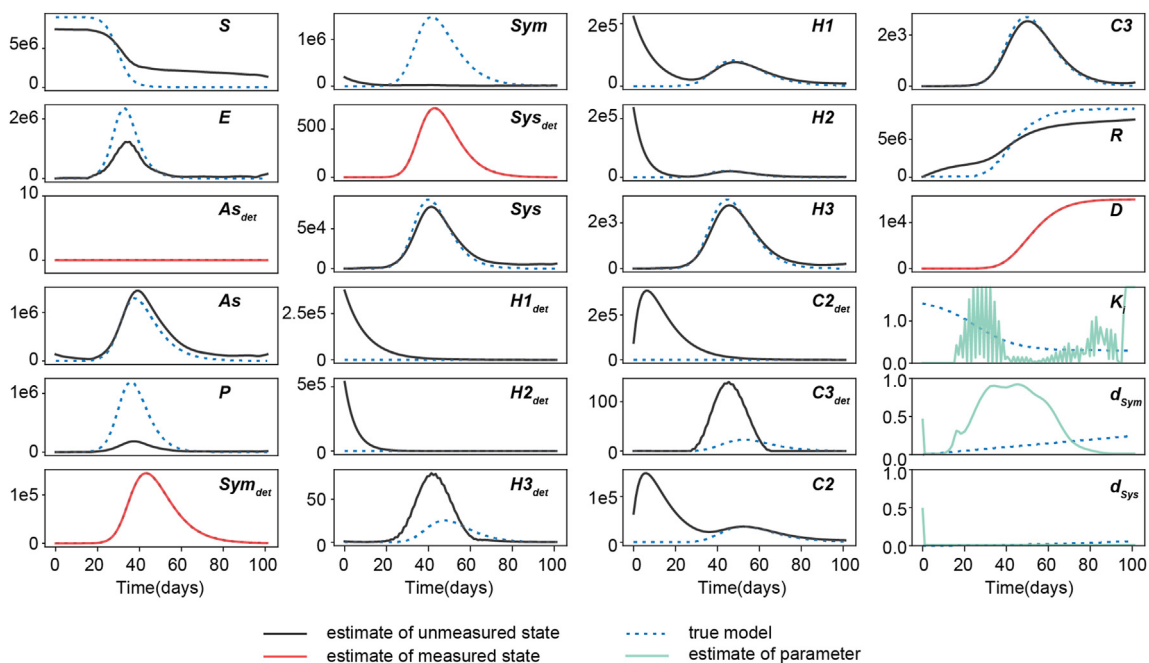 S
5e6
0
Sym
1e6
0
H1
2e5
0
C3
2e3
0
E
2e6
0
Sys_det
500
0
H2
2e5
0
R
5e6
0
As_det
10
0
Sys
5e4
0
H3
2e3
0
D
1e4
0
As
1e6
0
H1_det
2.5e5
0
C2_det
2e5
0
K_i
1.0
0.0
P
1e6
0
H2_det
5e5
0
C3_det
100
0
d_Sym
1.0
0.5
0.0
Sym_det
1e5
0
H3_det
50
0
C2
1e5
0
d_Sys
1.0
0.5
0.0
0 20 40 60 80 100
0 20 40 60 80 100
0 20 40 60 80 100
0 20 40 60 80 100
Time(days)
Time(days)
Time(days)
Time(days)
estimate of unmeasured state
true model
estimate of measured state
estimate of parameter